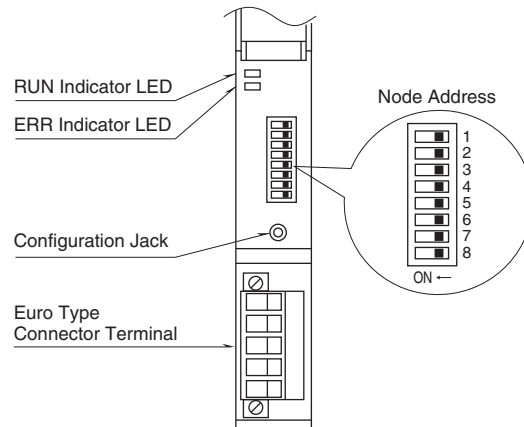 RUN Indicator LED
ERR Indicator LED
Node Address
1
2
3
4
5
6
7
8
ON ←
Configuration Jack
Euro Type
Connector Terminal